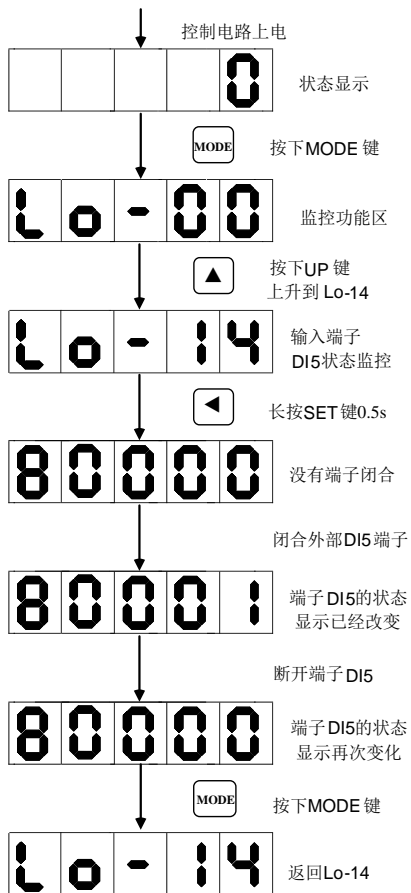 控制电路上电
0
状态显示
MODE
按下MODE 键
Lo-00
监控功能区
▲
按下UP 键
上升到 Lo-14
Lo-14
输入端子
DI5状态监控
◀
长按SET 键0.5s
80000
没有端子闭合
闭合外部DI5端子
80001
端子DI5的状态
显示已经改变
断开端子DI5
80000
端子DI5的状态
显示再次变化
MODE
按下MODE 键
Lo-14
返回Lo-14